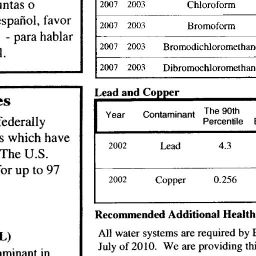 untas o
español, favor
- para hablar
l.
es
federally
s which have
The U.S.
for up to 97
L)
aminant in
2007 2003 Chloroform
2007 2003 Bromoform
2007 2003 Bromodichloromethan
2007 2003 Dibromochloromethan
Lead and Copper
Year Contaminant The 90th
Percentile
2002 Lead 4.3
2002 Copper 0.256
Recommended Additional Health
All water systems are required by E
July of 2010. We are providing thi